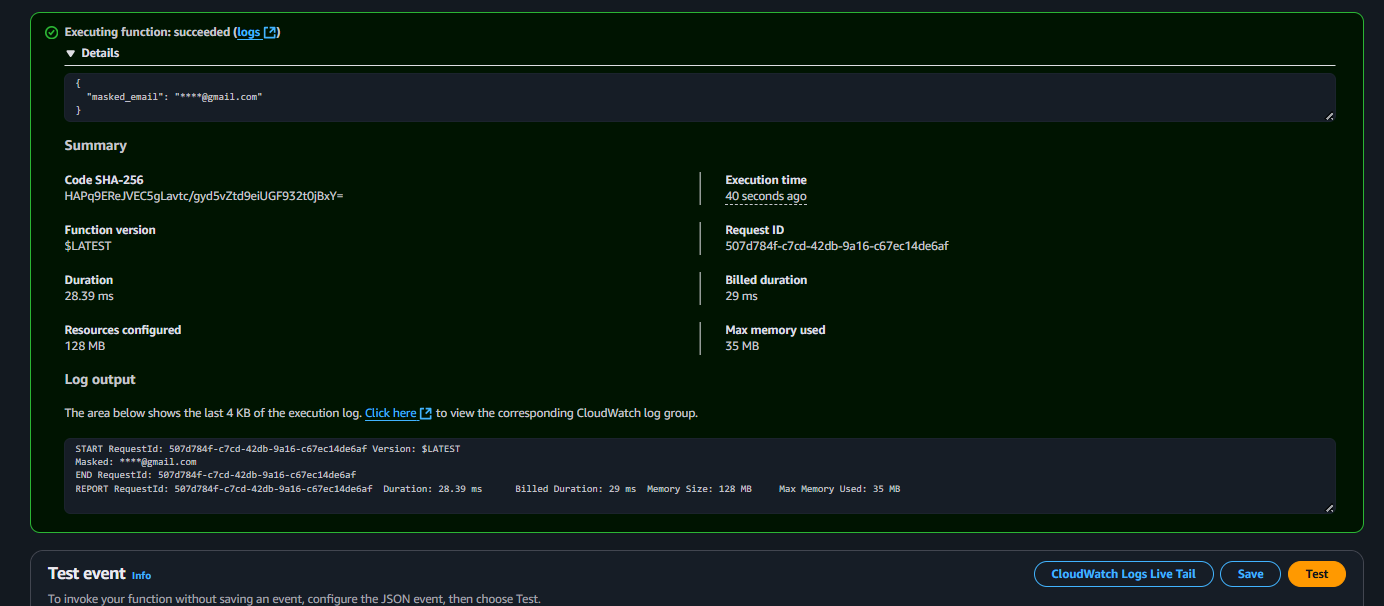 Executing function: succeeded (logs)
Details
{
  "masked_email": "****@gmail.com"
}
Summary
Code SHA-256
HAPq9EReJVEC5gLavtc/gyd5vZtd9eiUGF932t0jBxY=
Execution time
40 seconds ago
Function version
$LATEST
Request ID
507d784f-c7cd-42db-9a16-c67ec14de6af
Duration
28.39 ms
Billed duration
29 ms
Resources configured
128 MB
Max memory used
35 MB
Log output
The area below shows the last 4 KB of the execution log. Click here to view the corresponding CloudWatch log group.
START RequestId: 507d784f-c7cd-42db-9a16-c67ec14de6af Version: $LATEST
Masked: ****@gmail.com
END RequestId: 507d784f-c7cd-42db-9a16-c67ec14de6af
REPORT RequestId: 507d784f-c7cd-42db-9a16-c67ec14de6af  Duration: 28.39 ms  Billed Duration: 29 ms  Memory Size: 128 MB  Max Memory Used: 35 MB
Test event Info
CloudWatch Logs Live Tail
Save
Test
To invoke your function without saving an event, configure the JSON event, then choose Test.